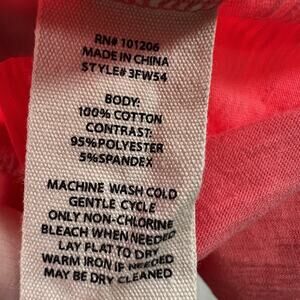 RN# 101206
MADE IN CHINA
STYLE# 3FW54
BODY:
100% COTTON
CONTRAST:
95% POLYESTER
5% SPANDEX
MACHINE WASH COLD
GENTLE CYCLE
ONLY NON-CHLORINE
BLEACH WHEN NEEDED
LAY FLAT TO DRY
WARM IRON IF NEEDED
MAY BE DRY CLEANED